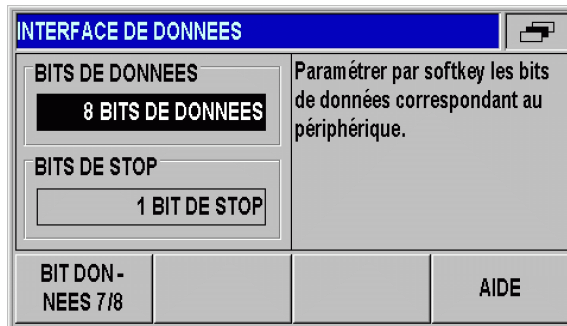 INTERFACE DE DONNEES
BITS DE DONNEES
8 BITS DE DONNEES
BITS DE STOP
1 BIT DE STOP
Paramétrer par softkey les bits
de données correspondant au
périphérique.
BIT DON -
NEES 7/8
AIDE